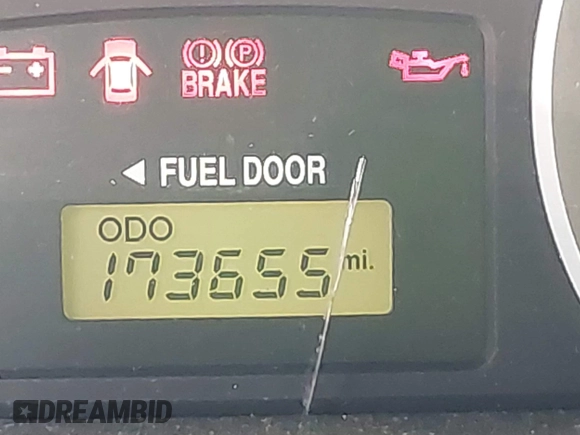 (!) (P)
BRAKE
◄ FUEL DOOR
ODO
173655 mi.
DREAMBID